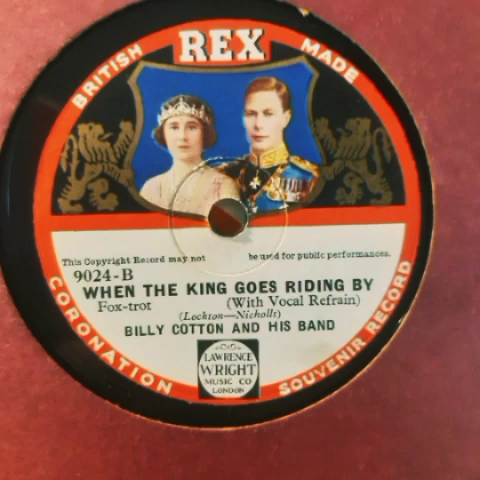 BRITISH REX MADE
This Copyright Record may not be used for public performances.
9024-B
WHEN THE KING GOES RIDING BY
Fox-trot (With Vocal Refrain)
(Lockton—Nicholls)
BILLY COTTON AND HIS BAND
LAWRENCE
WRIGHT
MUSIC CO
LONDON
CORONATION SOUVENIR RECORD